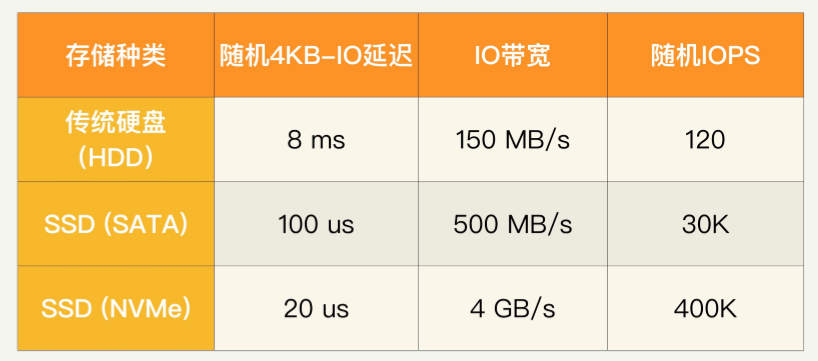 存储种类 随机4KB-IO延迟 IO带宽 随机IOPS
传统硬盘
(HDD) 8 ms 150 MB/s 120
SSD (SATA) 100 us 500 MB/s 30K
SSD (NVMe) 20 us 4 GB/s 400K